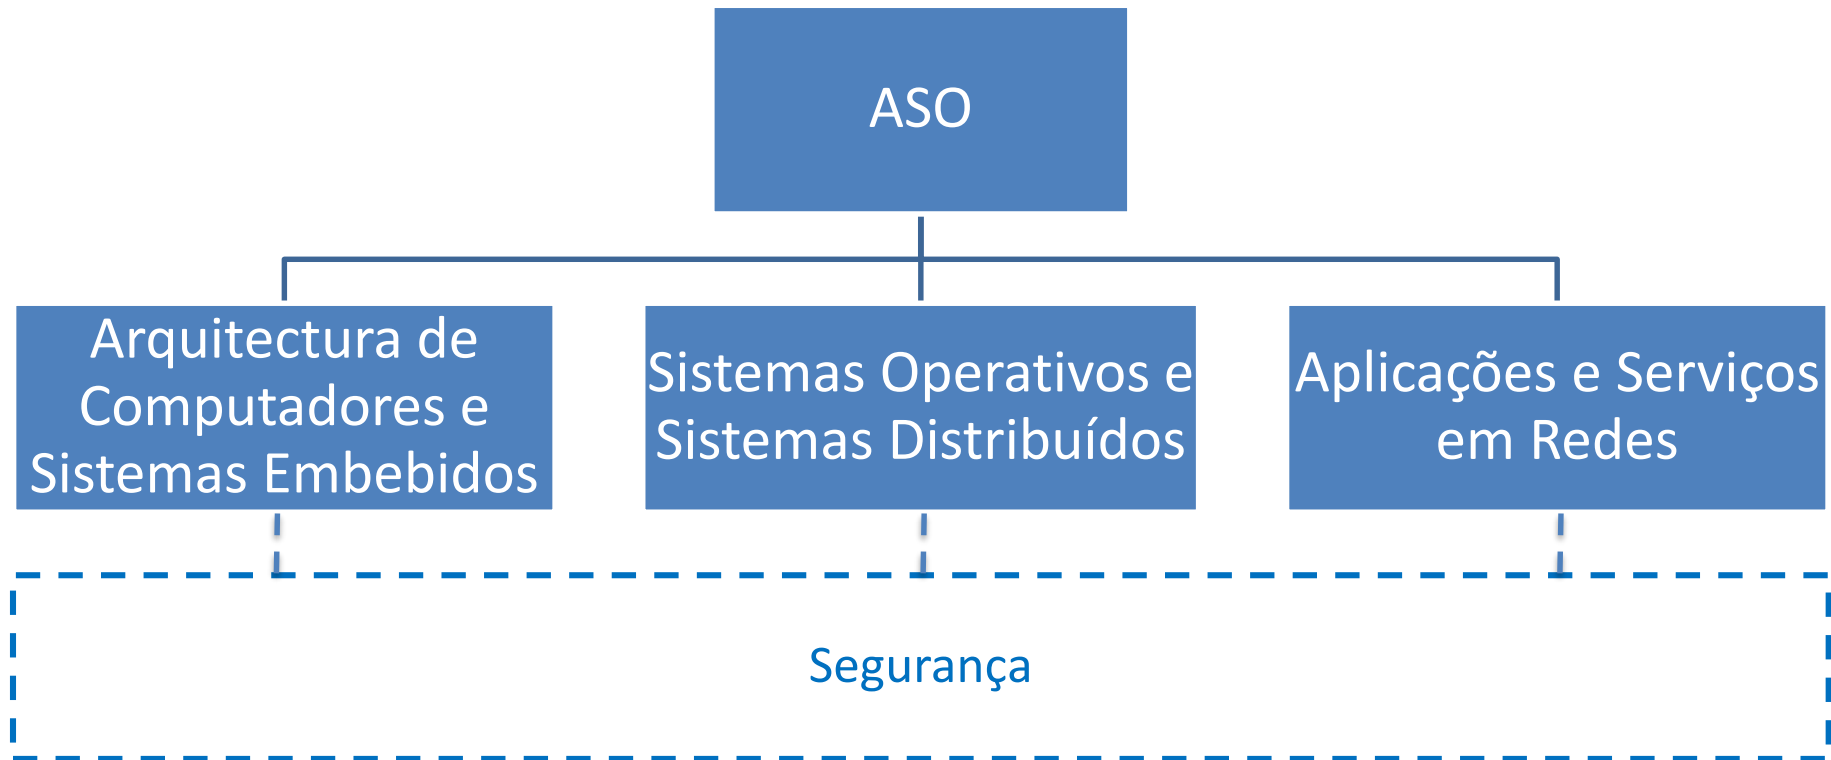 ASO
Arquitectura de
Computadores e
Sistemas Embebidos
Sistemas Operativos e
Sistemas Distribuídos
Aplicações e Serviços
em Redes
Segurança